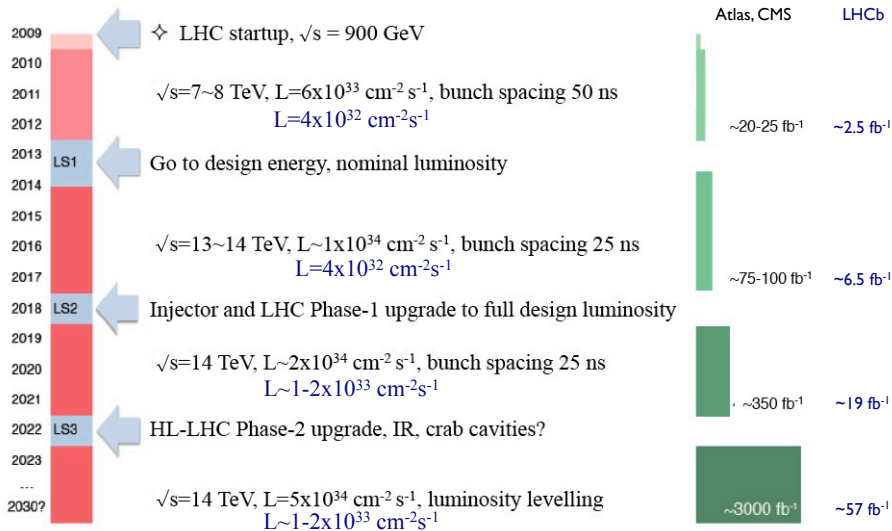 Atlas, CMS LHCb
2009 ✧ LHC startup, √s = 900 GeV
2010
2011 √s=7~8 TeV, L=6x10³³ cm⁻² s⁻¹, bunch spacing 50 ns
L=4x10³² cm⁻²s⁻¹
2012 ~20-25 fb⁻¹ ~2.5 fb⁻¹
2013 LS1 Go to design energy, nominal luminosity
2014
2015
2016 √s=13~14 TeV, L~1x10³⁴ cm⁻² s⁻¹, bunch spacing 25 ns
L=4x10³² cm⁻²s⁻¹
2017 ~75-100 fb⁻¹ ~6.5 fb⁻¹
2018 LS2 Injector and LHC Phase-1 upgrade to full design luminosity
2019
2020 √s=14 TeV, L~2x10³⁴ cm⁻² s⁻¹, bunch spacing 25 ns
L~1-2x10³³ cm⁻²s⁻¹
2021 ~350 fb⁻¹ ~19 fb⁻¹
2022 LS3 HL-LHC Phase-2 upgrade, IR, crab cavities?
2023
...
2030? √s=14 TeV, L=5x10³⁴ cm⁻² s⁻¹, luminosity levelling ~3000 fb⁻¹ ~57 fb⁻¹
L~1-2x10³³ cm⁻²s⁻¹